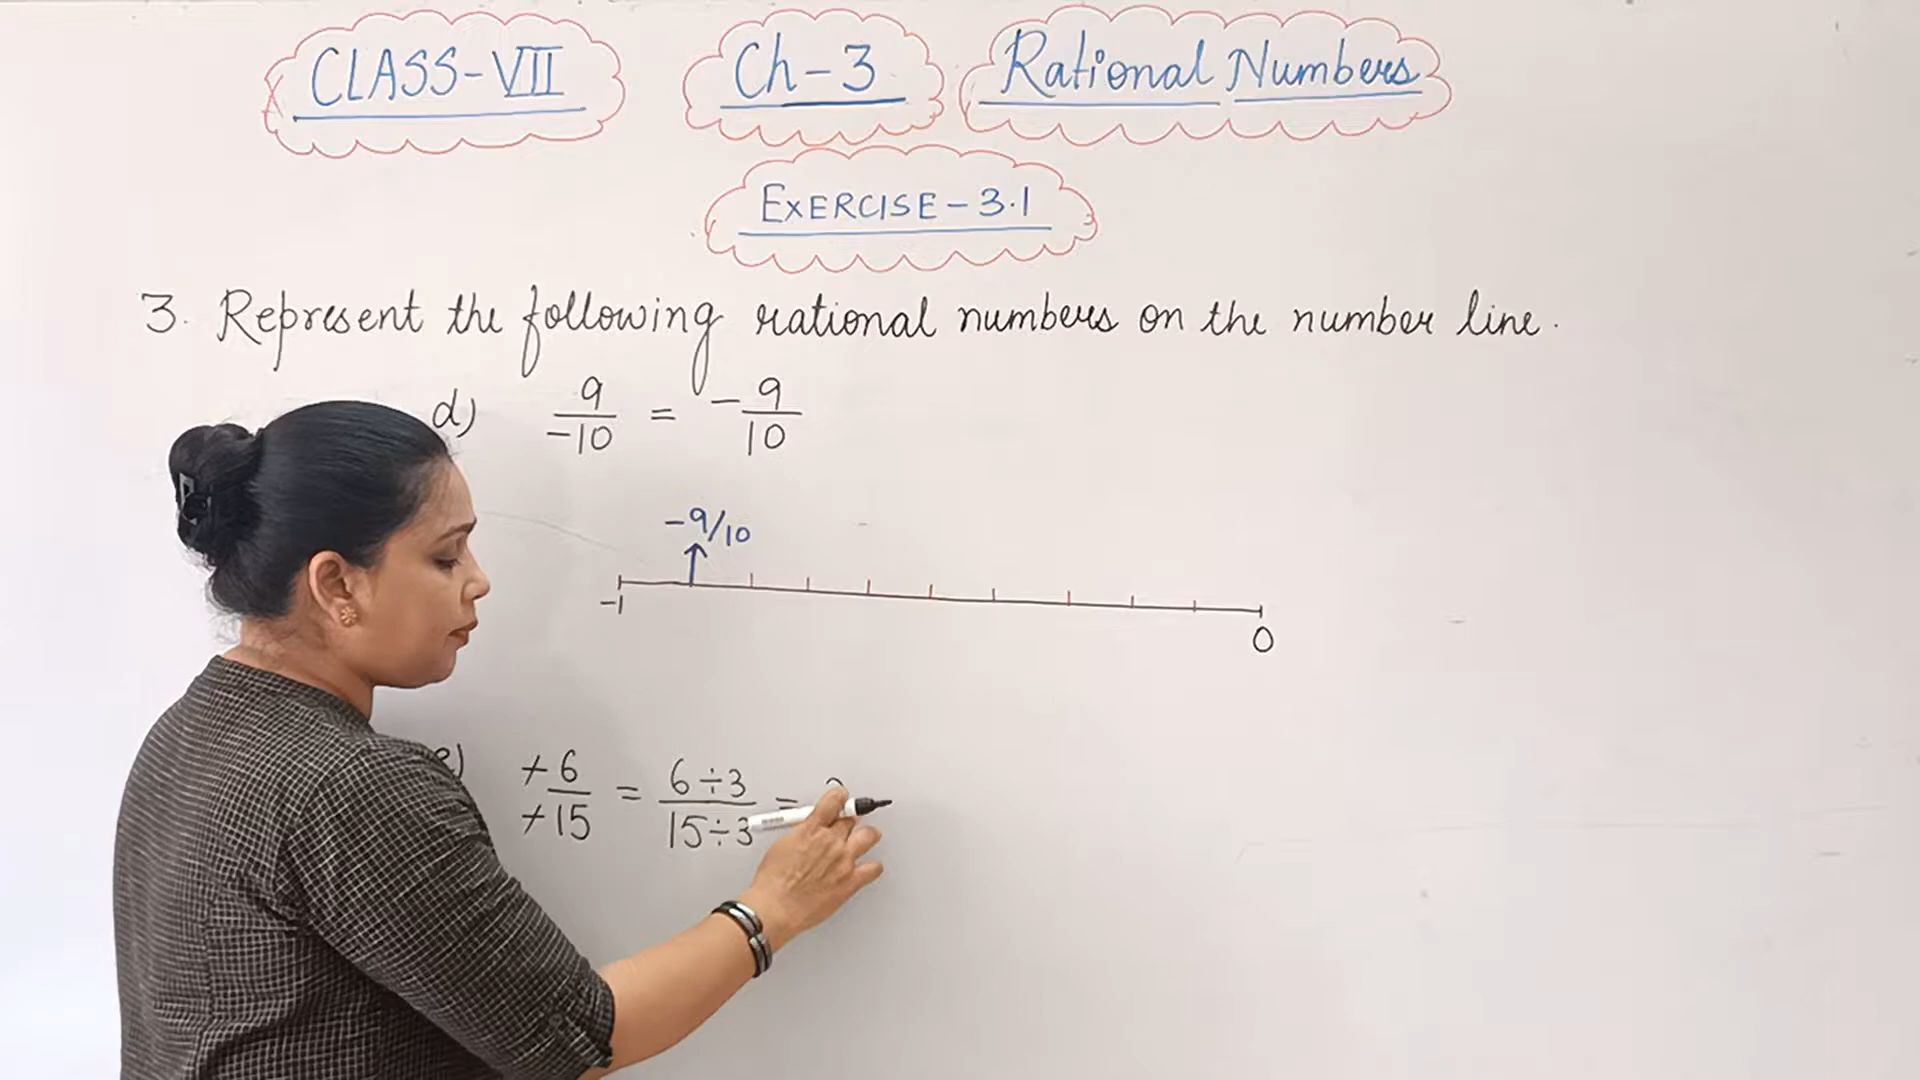 CLASS-VII Ch-3 Rational Numbers
EXERCISE-3.1
3. Represent the following rational numbers on the number line.
d) 9/-10 = -9/10
-9/10
-1 0
e) -6/-15 = 6÷3/15÷3 =